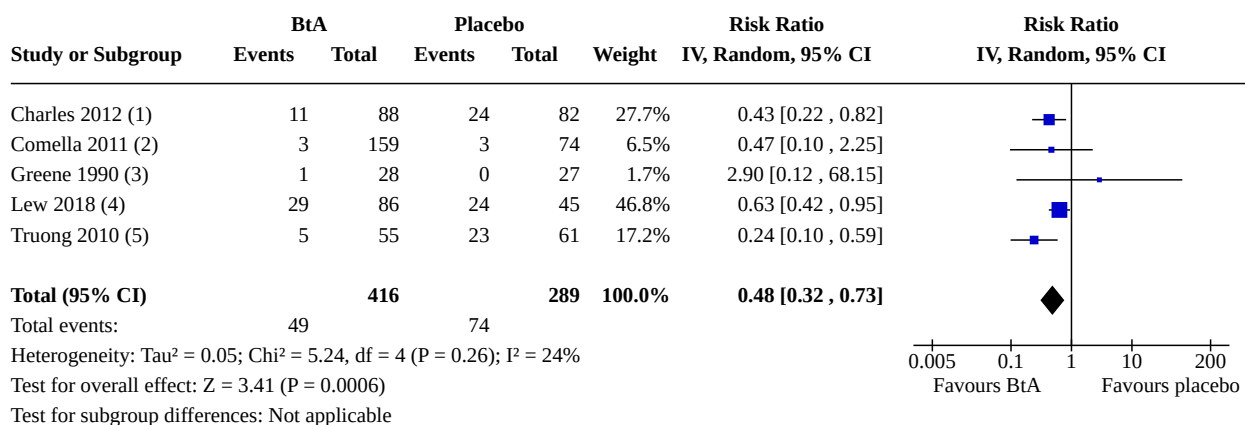 BtA Placebo Risk Ratio Risk Ratio
Study or Subgroup Events Total Events Total Weight IV, Random, 95% CI IV, Random, 95% CI
Charles 2012 (1) 11 88 24 82 27.7% 0.43 [0.22 , 0.82]
Comella 2011 (2) 3 159 3 74 6.5% 0.47 [0.10 , 2.25]
Greene 1990 (3) 1 28 0 27 1.7% 2.90 [0.12 , 68.15]
Lew 2018 (4) 29 86 24 45 46.8% 0.63 [0.42 , 0.95]
Truong 2010 (5) 5 55 23 61 17.2% 0.24 [0.10 , 0.59]
Total (95% CI) 416 289 100.0% 0.48 [0.32 , 0.73]
Total events: 49 74
Heterogeneity: Tau² = 0.05; Chi² = 5.24, df = 4 (P = 0.26); I² = 24%
0.005 0.1 1 10 200
Test for overall effect: Z = 3.41 (P = 0.0006)
Favours BtA Favours placebo
Test for subgroup differences: Not applicable